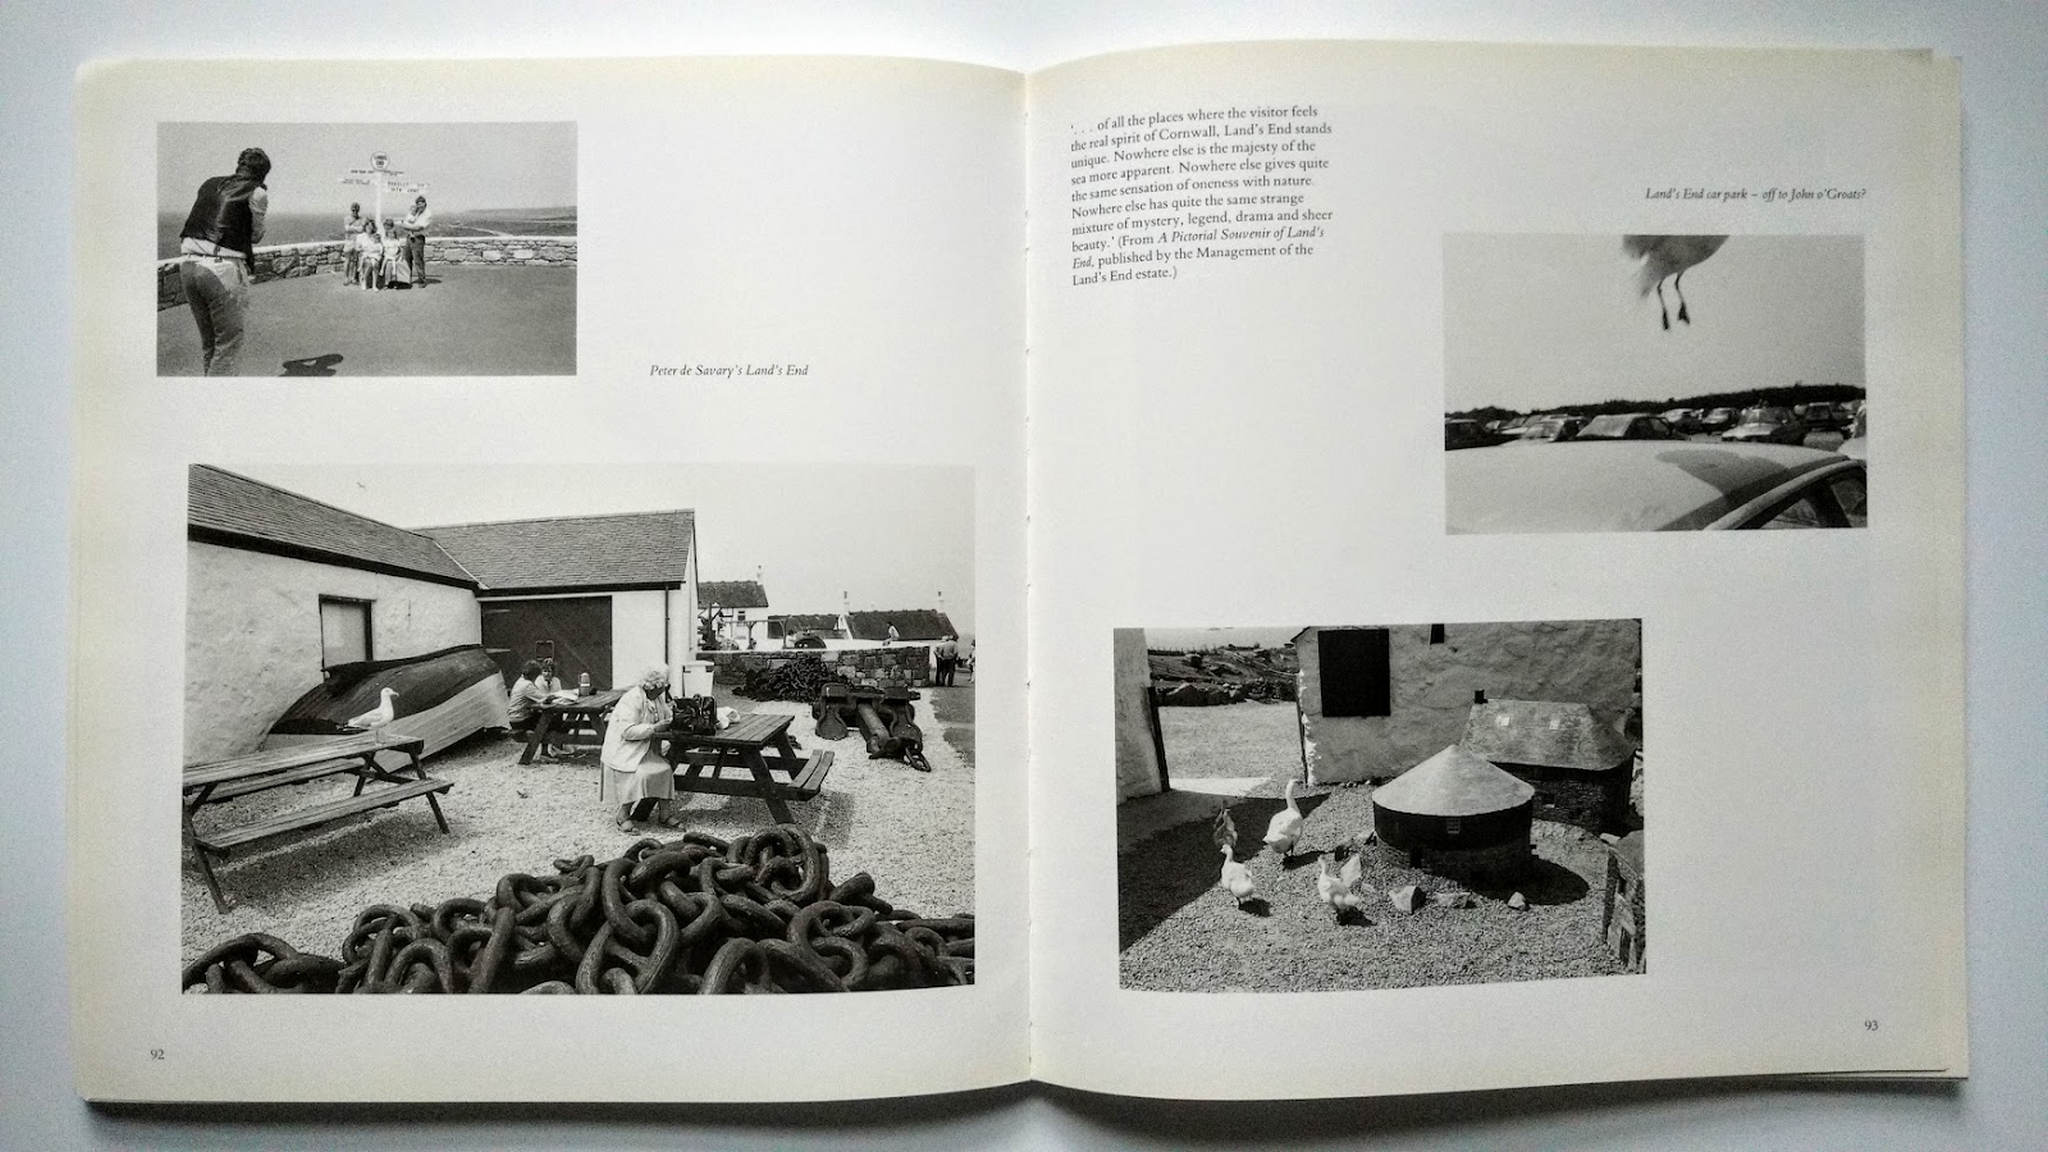 Peter de Savary's Land's End
92
'. . . of all the places where the visitor feels
the real spirit of Cornwall, Land's End stands
unique. Nowhere else is the majesty of the
sea more apparent. Nowhere else gives quite
the same sensation of oneness with nature.
Nowhere else has quite the same strange
mixture of mystery, legend, drama and sheer
beauty.' (From A Pictorial Souvenir of Land's
End, published by the Management of the
Land's End estate.)
Land's End car park – off to John o'Groats?
93